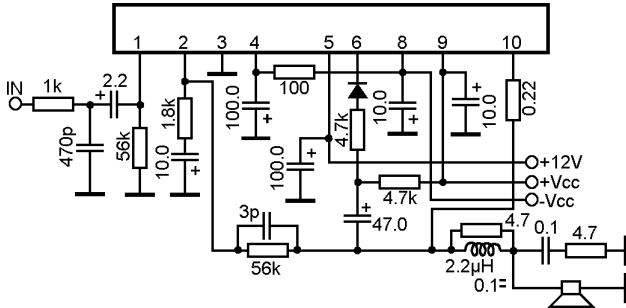 1 2 3 4 5 6 8 9 10
IN
1k
+
2.2
470p
56k
1.8k
10.0
+
100.0
+
100
100.0
+
4.7k
10.0
+
+
10.0
0.22
+12V
+Vcc
-Vcc
4.7k
+
47.0
3p
56k
4.7
2.2µH
0.1
4.7
0.1